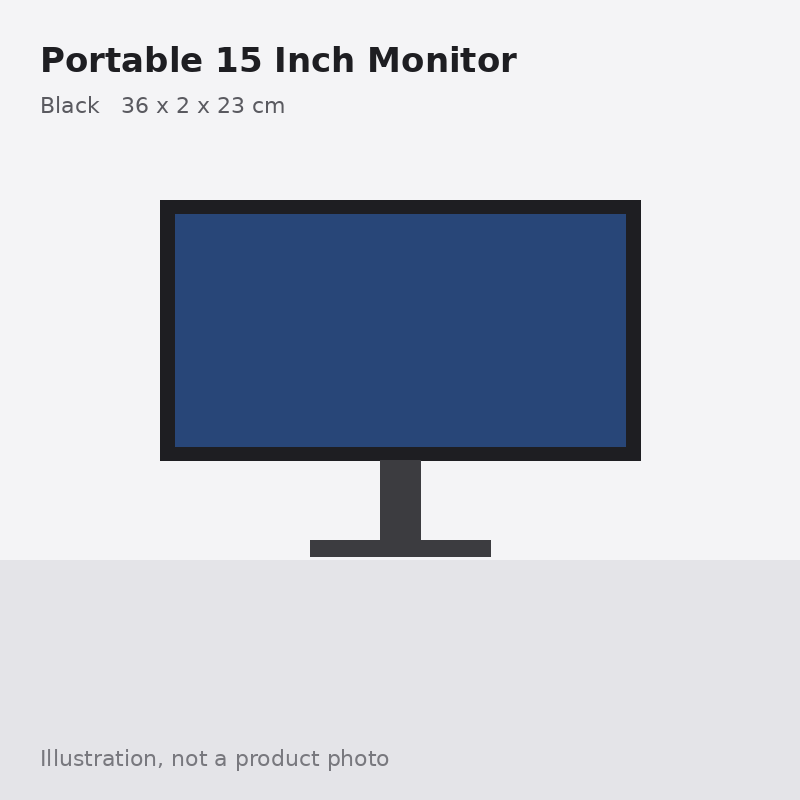 Portable 15 Inch Monitor
Black   36 x 2 x 23 cm
Illustration, not a product photo